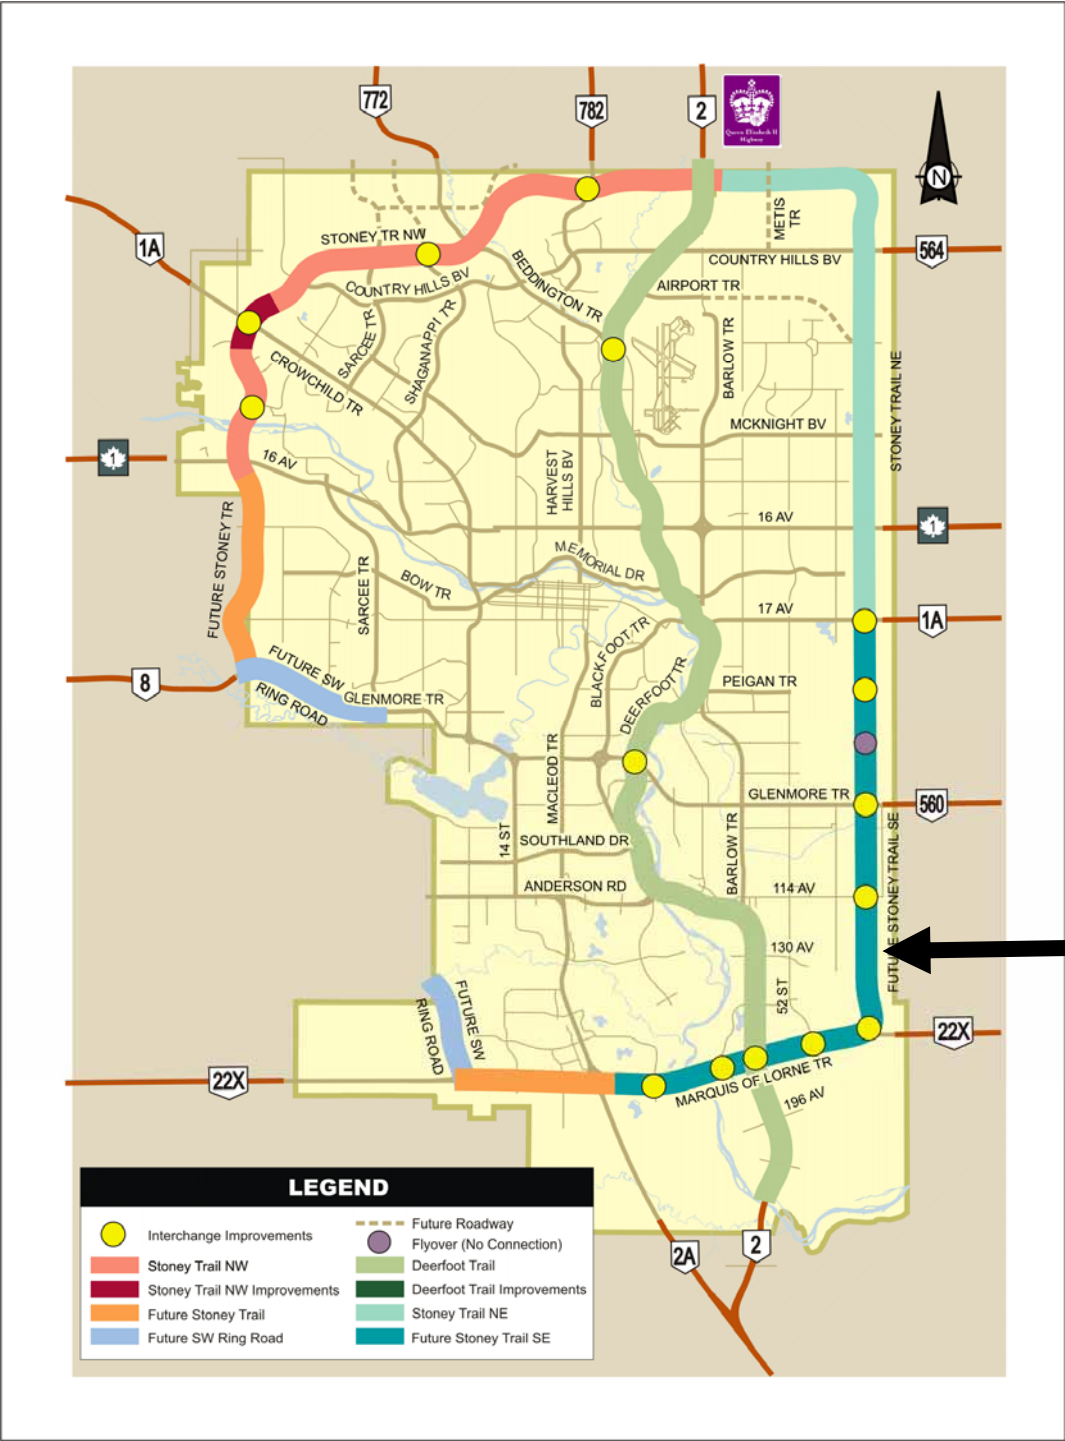 772
782
2
Queen Elizabeth II
Highway
N
1A
STONEY TR NW
METIS
TR
564
COUNTRY HILLS BV
COUNTRY HILLS BV
BEDDINGTON TR
AIRPORT TR
SARCEE TR
SHAGANAPPI TR
BARLOW TR
CROWCHILD TR
STONEY TRAIL NE
MCKNIGHT BV
1
16 AV
HARVEST
HILLS BV
16 AV
1
FUTURE STONEY TR
SARCEE TR
BOW TR
MEMORIAL DR
17 AV
1A
BLACKFOOT TR
8
FUTURE SW
RING ROAD
GLENMORE TR
DEERFOOT TR
PEIGAN TR
MACLEOD TR
GLENMORE TR
560
14 ST
SOUTHLAND DR
BARLOW TR
FUTURE STONEY TRAIL SE
ANDERSON RD
114 AV
130 AV
52 ST
FUTURE SW
RING ROAD
22X
22X
MARQUIS OF LORNE TR
196 AV
2A
2
LEGEND
Interchange Improvements
Stoney Trail NW
Stoney Trail NW Improvements
Future Stoney Trail
Future SW Ring Road
Future Roadway
Flyover (No Connection)
Deerfoot Trail
Deerfoot Trail Improvements
Stoney Trail NE
Future Stoney Trail SE